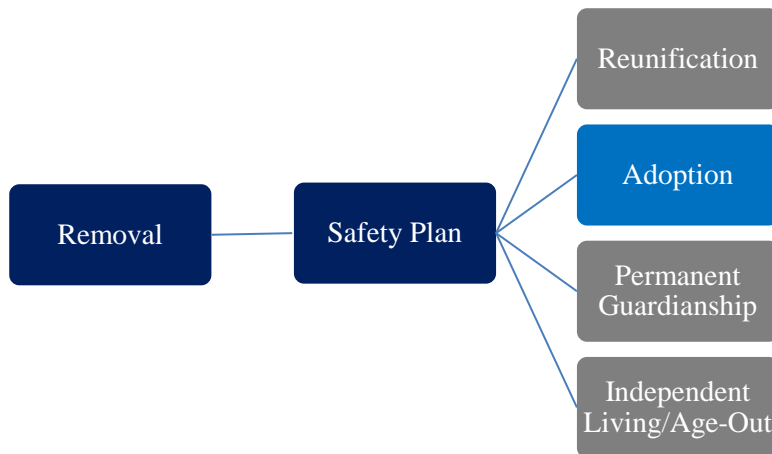 Removal
Safety Plan
Reunification
Adoption
Permanent
Guardianship
Independent
Living/Age-Out